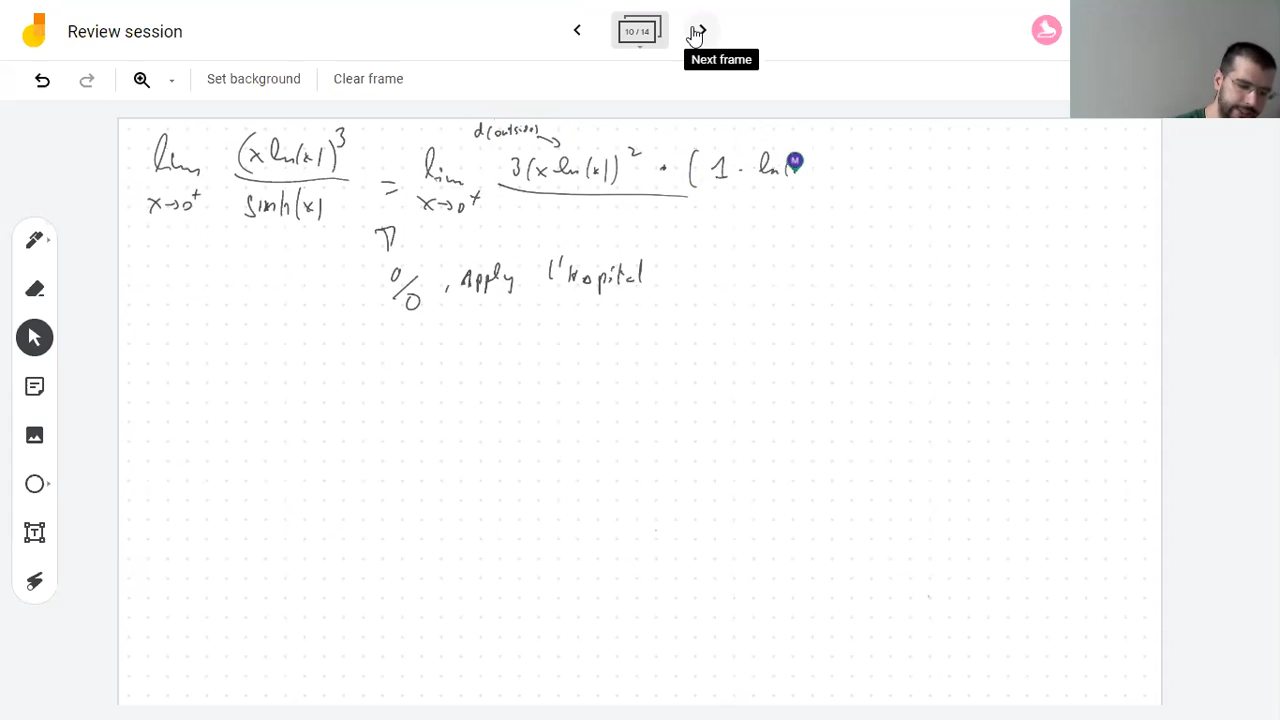 Review session
10 / 14
Next frame
Set background Clear frame
d(outside)
lim x→0⁺ (x ln(x))³ / sinh(x) = lim x→0⁺ 3(x ln(x))² · (1 · ln(
M
0/0, Apply l'Hopital